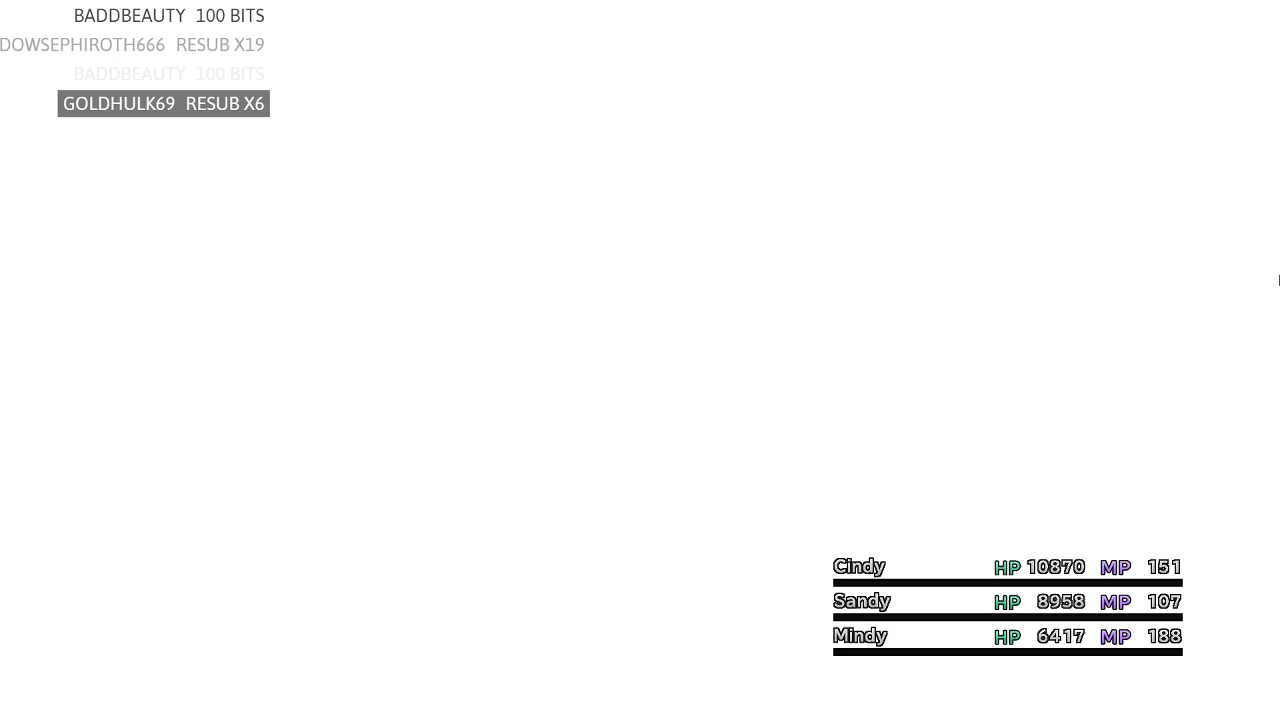 BADDBEAUTY 100 BITS
DOWSEPHIROTH666 RESUB X19
BADDBEAUTY 100 BITS
GOLDHULK69 RESUB X6
Cindy HP 10870 MP 151
Sandy HP 8958 MP 107
Mindy HP 6417 MP 188